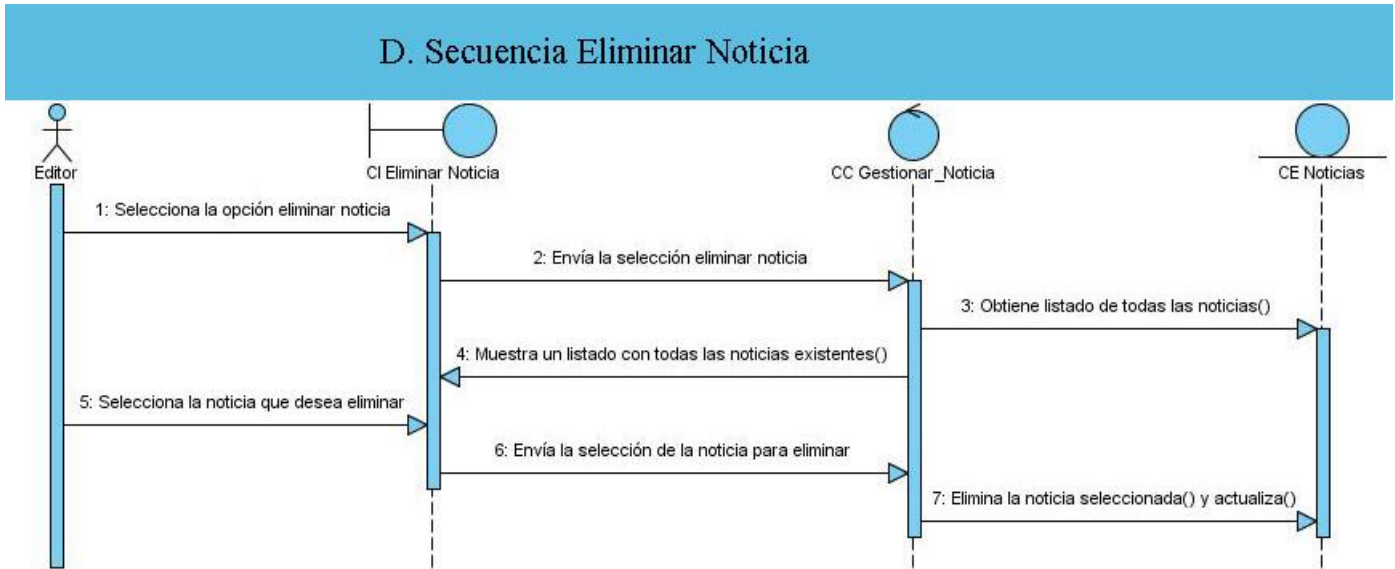 D. Secuencia Eliminar Noticia
Editor
CI Eliminar Noticia
CC Gestionar_Noticia
CE Noticias
1: Selecciona la opción eliminar noticia
2: Envía la selección eliminar noticia
3: Obtiene listado de todas las noticias()
4: Muestra un listado con todas las noticias existentes()
5: Selecciona la noticia que desea eliminar
6: Envía la selección de la noticia para eliminar
7: Elimina la noticia seleccionada() y actualiza()